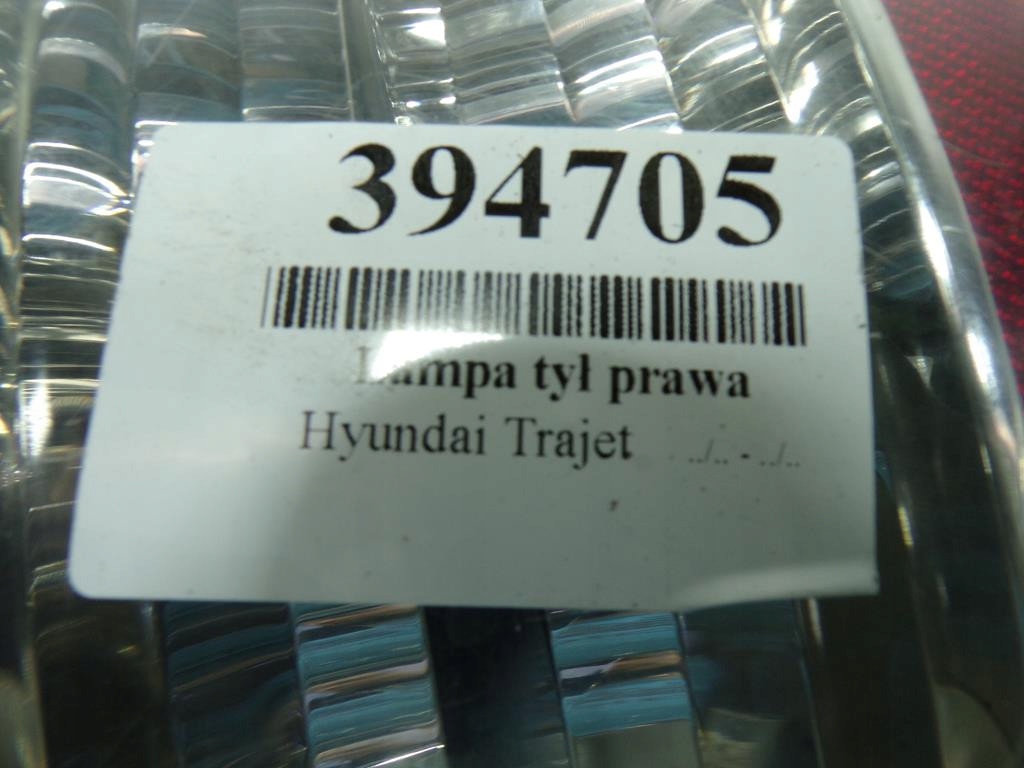 394705
Lampa tył prawa
Hyundai Trajet ../.. - ../..